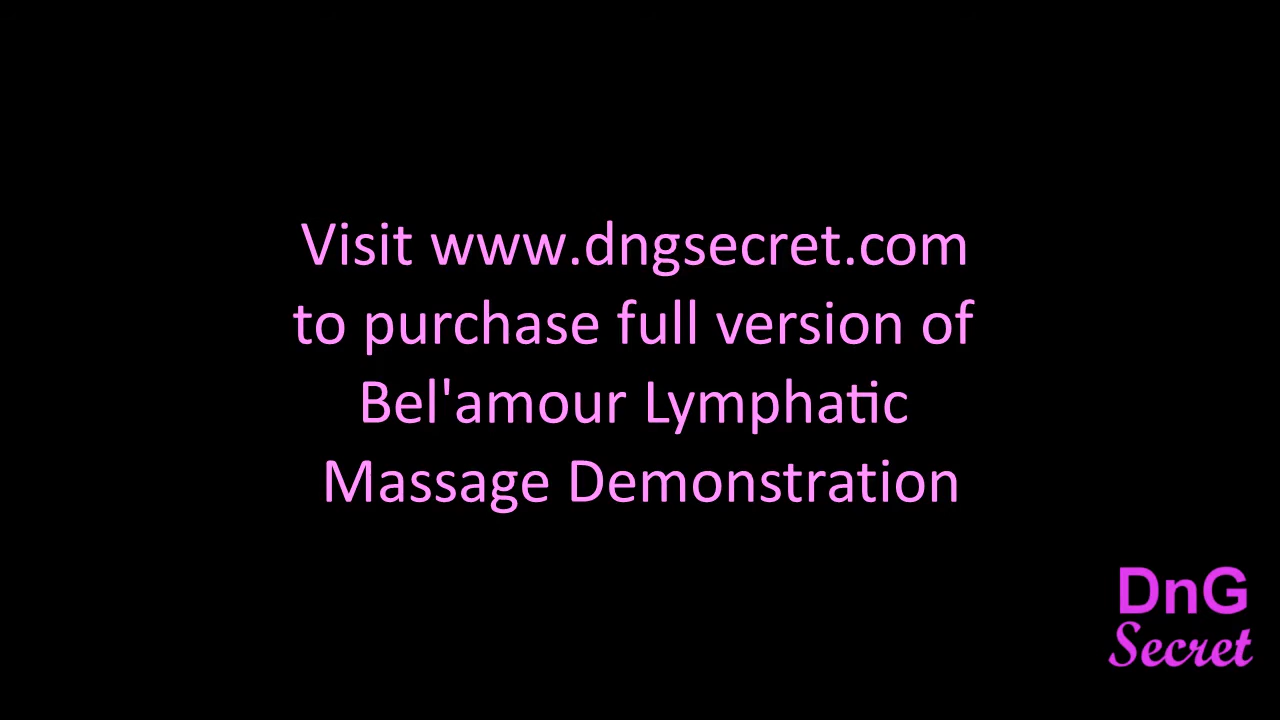 Visit www.dngsecret.com
to purchase full version of
Bel'amour Lymphatic
Massage Demonstration
DnG
Secret